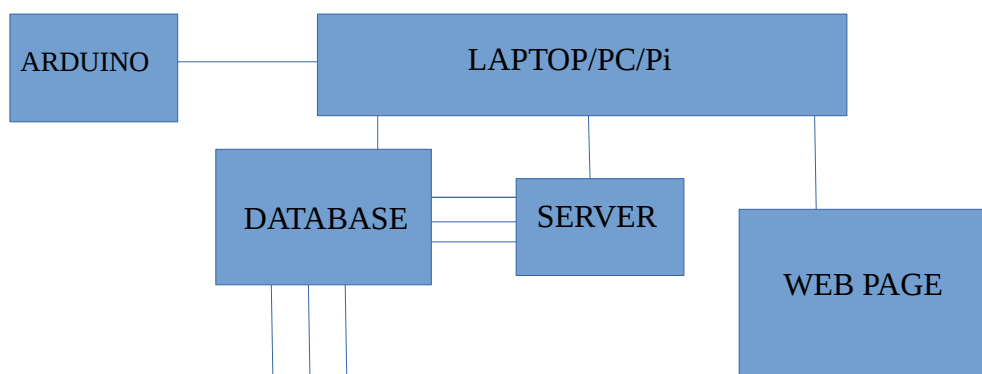 ARDUINO
LAPTOP/PC/Pi
DATABASE
SERVER
WEB PAGE